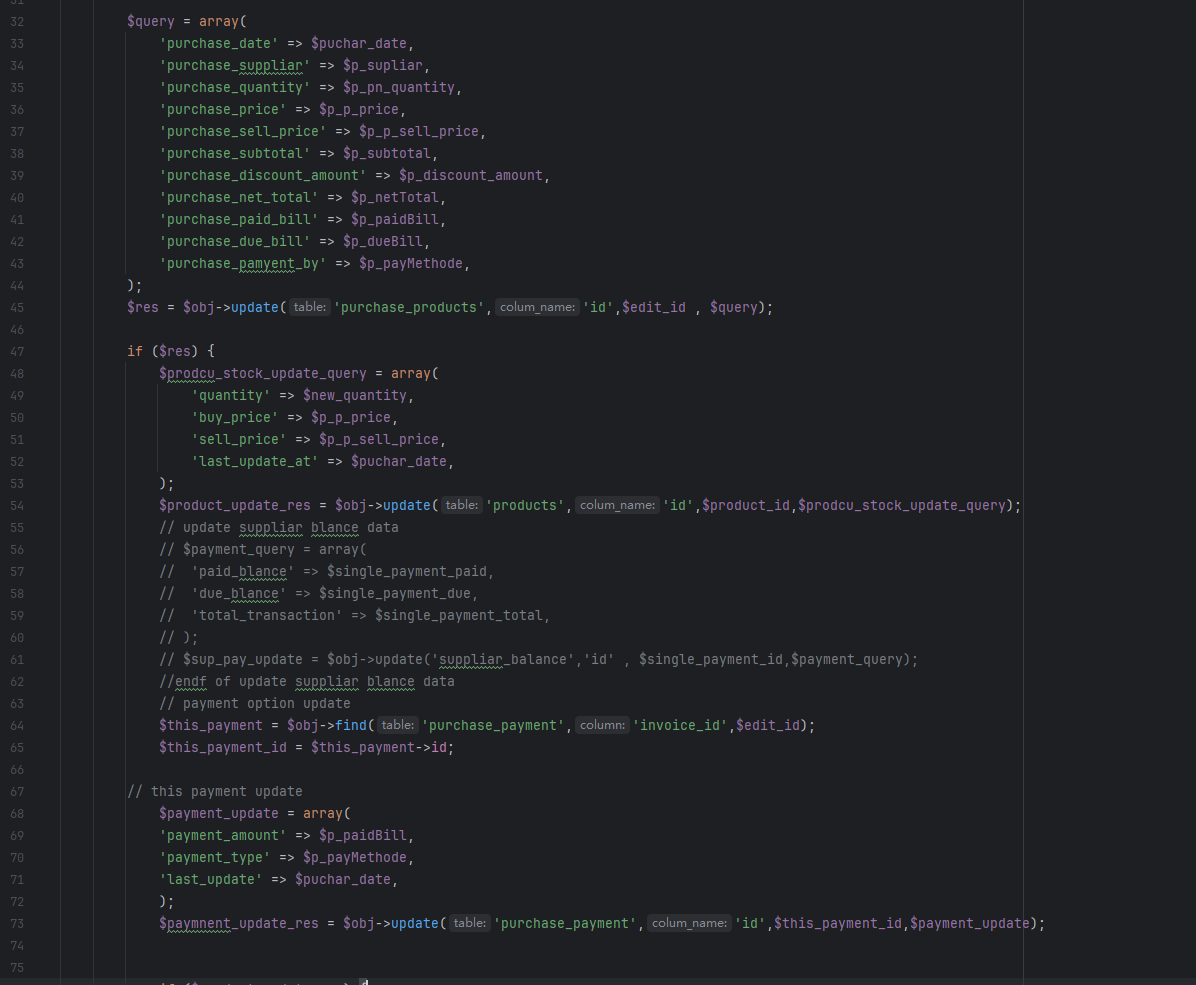 32 $query = array(
33 'purchase_date' => $puchar_date,
34 'purchase_suppliar' => $p_supliar,
35 'purchase_quantity' => $p_pn_quantity,
36 'purchase_price' => $p_p_price,
37 'purchase_sell_price' => $p_p_sell_price,
38 'purchase_subtotal' => $p_subtotal,
39 'purchase_discount_amount' => $p_discount_amount,
40 'purchase_net_total' => $p_netTotal,
41 'purchase_paid_bill' => $p_paidBill,
42 'purchase_due_bill' => $p_dueBill,
43 'purchase_pamyent_by' => $p_payMethode,
44 );
45 $res = $obj->update( table: 'purchase_products', colum_name: 'id',$edit_id , $query);
46
47 if ($res) {
48 $prodcu_stock_update_query = array(
49 'quantity' => $new_quantity,
50 'buy_price' => $p_p_price,
51 'sell_price' => $p_p_sell_price,
52 'last_update_at' => $puchar_date,
53 );
54 $product_update_res = $obj->update( table: 'products', colum_name: 'id',$product_id,$prodcu_stock_update_query);
55 // update suppliar blance data
56 // $payment_query = array(
57 //  'paid_blance' => $single_payment_paid,
58 //  'due_blance' => $single_payment_due,
59 //  'total_transaction' => $single_payment_total,
60 // );
61 // $sup_pay_update = $obj->update('suppliar_balance','id' , $single_payment_id,$payment_query);
62 //endf of update suppliar blance data
63 // payment option update
64 $this_payment = $obj->find( table: 'purchase_payment', column: 'invoice_id',$edit_id);
65 $this_payment_id = $this_payment->id;
66
67 // this payment update
68 $payment_update = array(
69 'payment_amount' => $p_paidBill,
70 'payment_type' => $p_payMethode,
71 'last_update' => $puchar_date,
72 );
73 $paymnent_update_res = $obj->update( table: 'purchase_payment', colum_name: 'id',$this_payment_id,$payment_update);
74
75